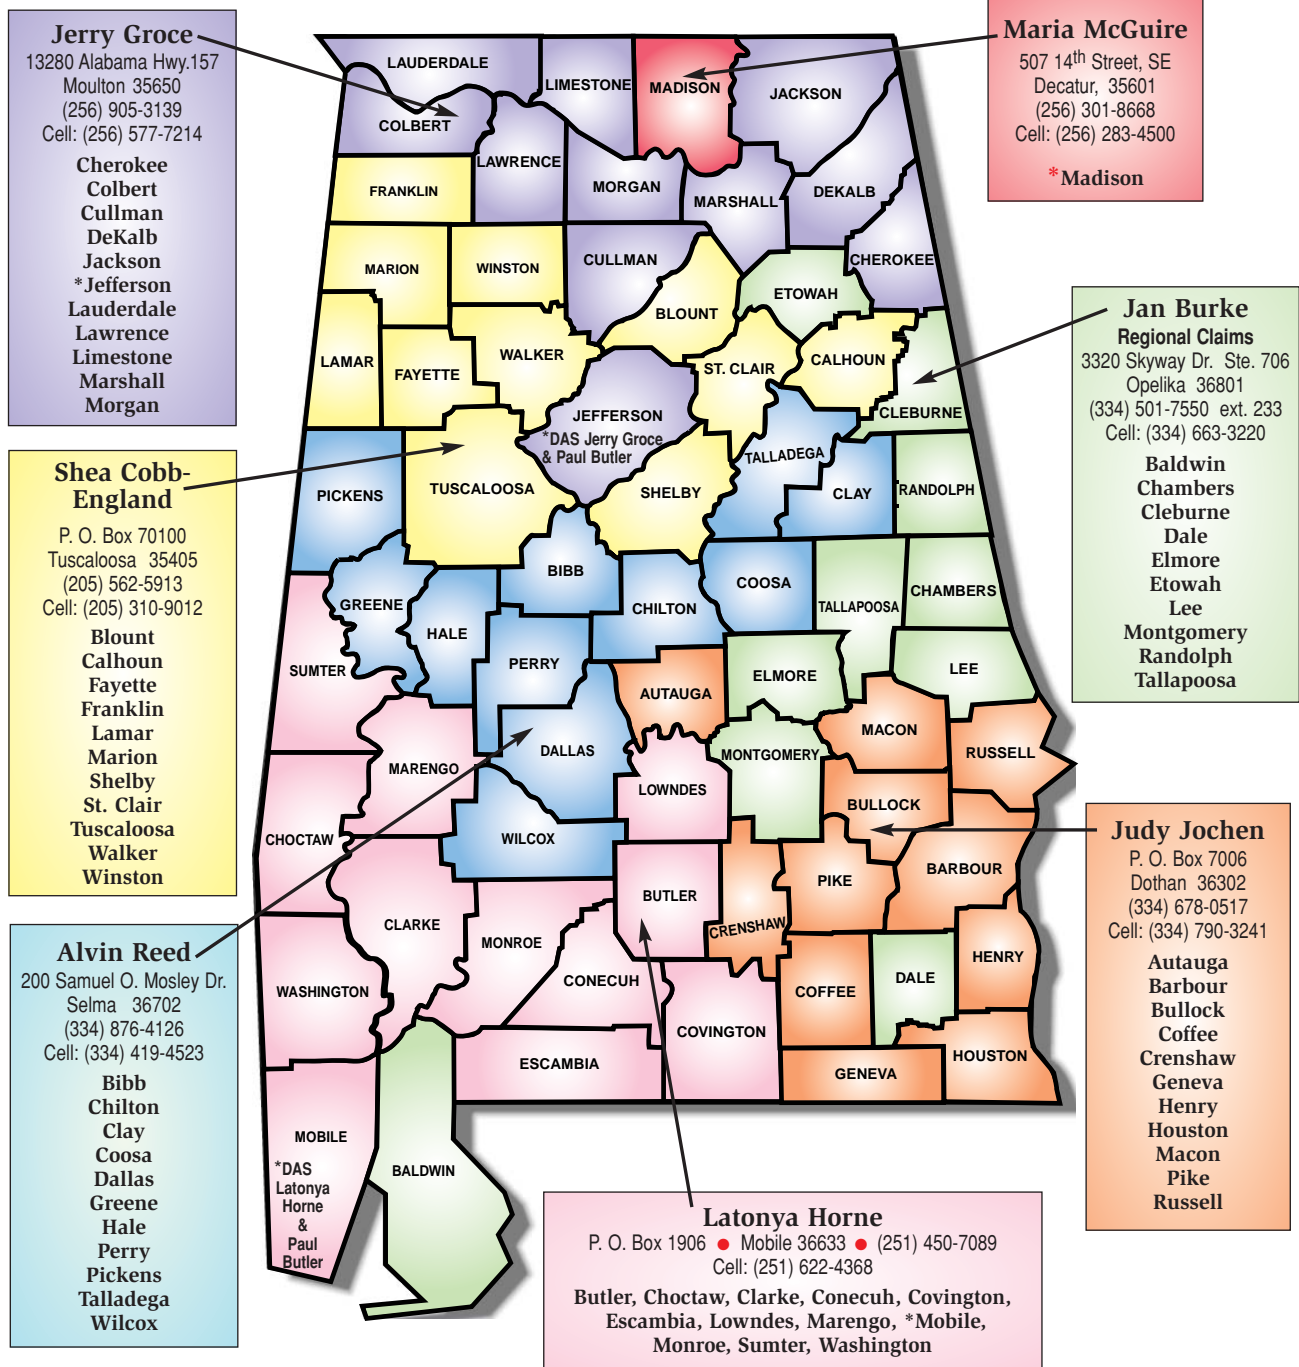 Jerry Groce
13280 Alabama Hwy.157
Moulton 35650
(256) 905-3139
Cell: (256) 577-7214
Cherokee
Colbert
Cullman
DeKalb
Jackson
*Jefferson
Lauderdale
Lawrence
Limestone
Marshall
Morgan
Shea Cobb-
England
P. O. Box 70100
Tuscaloosa 35405
(205) 562-5913
Cell: (205) 310-9012
Blount
Calhoun
Fayette
Franklin
Lamar
Marion
Shelby
St. Clair
Tuscaloosa
Walker
Winston
Alvin Reed
200 Samuel O. Mosley Dr.
Selma 36702
(334) 876-4126
Cell: (334) 419-4523
Bibb
Chilton
Clay
Coosa
Dallas
Greene
Hale
Perry
Pickens
Talladega
Wilcox
LAUDERDALE
LIMESTONE
MADISON
JACKSON
COLBERT
LAWRENCE
FRANKLIN
MORGAN
MARSHALL
DEKALB
MARION
WINSTON
CULLMAN
CHEROKEE
ETOWAH
BLOUNT
LAMAR
FAYETTE
WALKER
ST. CLAIR
CALHOUN
CLEBURNE
JEFFERSON
*DAS Jerry Groce
& Paul Butler
TALLADEGA
PICKENS
TUSCALOOSA
SHELBY
CLAY
RANDOLPH
BIBB
COOSA
CHAMBERS
GREENE
HALE
CHILTON
TALLAPOOSA
SUMTER
PERRY
AUTAUGA
ELMORE
LEE
MACON
MARENGO
DALLAS
MONTGOMERY
RUSSELL
LOWNDES
BULLOCK
CHOCTAW
WILCOX
BARBOUR
BUTLER
PIKE
CLARKE
MONROE
CRENSHAW
HENRY
WASHINGTON
CONECUH
COFFEE
DALE
COVINGTON
ESCAMBIA
GENEVA
HOUSTON
MOBILE
*DAS
Latonya
Horne
&
Paul
Butler
BALDWIN
Maria McGuire
507 14th Street, SE
Decatur, 35601
(256) 301-8668
Cell: (256) 283-4500
*Madison
Jan Burke
Regional Claims
3320 Skyway Dr. Ste. 706
Opelika 36801
(334) 501-7550 ext. 233
Cell: (334) 663-3220
Baldwin
Chambers
Cleburne
Dale
Elmore
Etowah
Lee
Montgomery
Randolph
Tallapoosa
Judy Jochen
P. O. Box 7006
Dothan 36302
(334) 678-0517
Cell: (334) 790-3241
Autauga
Barbour
Bullock
Coffee
Crenshaw
Geneva
Henry
Houston
Macon
Pike
Russell
Latonya Horne
P. O. Box 1906 ● Mobile 36633 ● (251) 450-7089
Cell: (251) 622-4368
Butler, Choctaw, Clarke, Conecuh, Covington,
Escambia, Lowndes, Marengo, *Mobile,
Monroe, Sumter, Washington